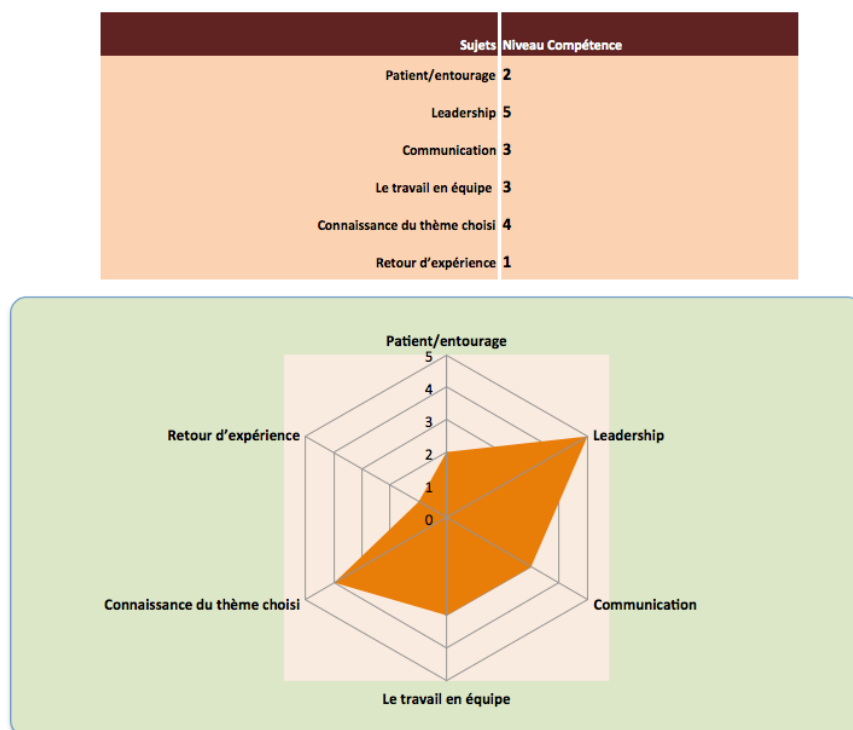 Sujets Niveau Compétence
Patient/entourage 2
Leadership 5
Communication 3
Le travail en équipe 3
Connaissance du thème choisi 4
Retour d’expérience 1
Patient/entourage
5
4
Retour d’expérience 3 Leadership
2
1
0
Connaissance du thème choisi Communication
Le travail en équipe